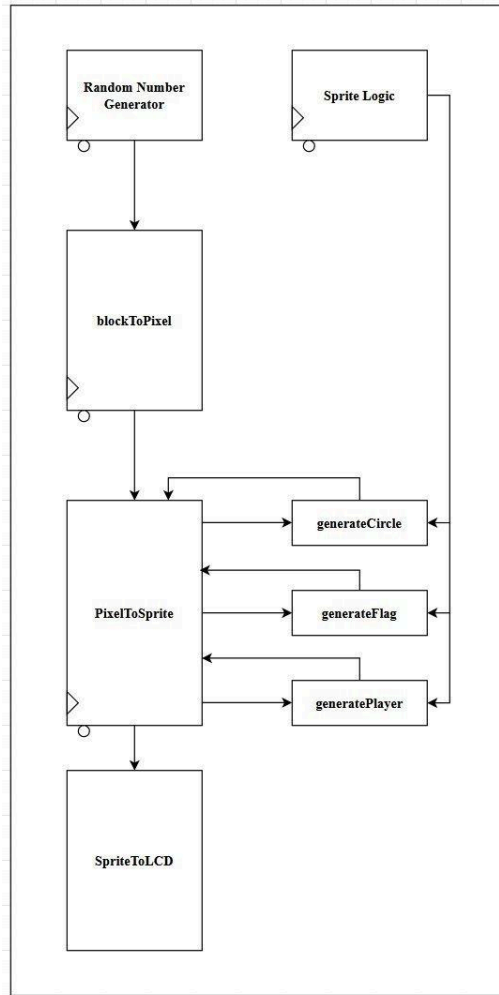 Random Number
Generator
Sprite Logic
blockToPixel
generateCircle
PixelToSprite
generateFlag
generatePlayer
SpriteToLCD